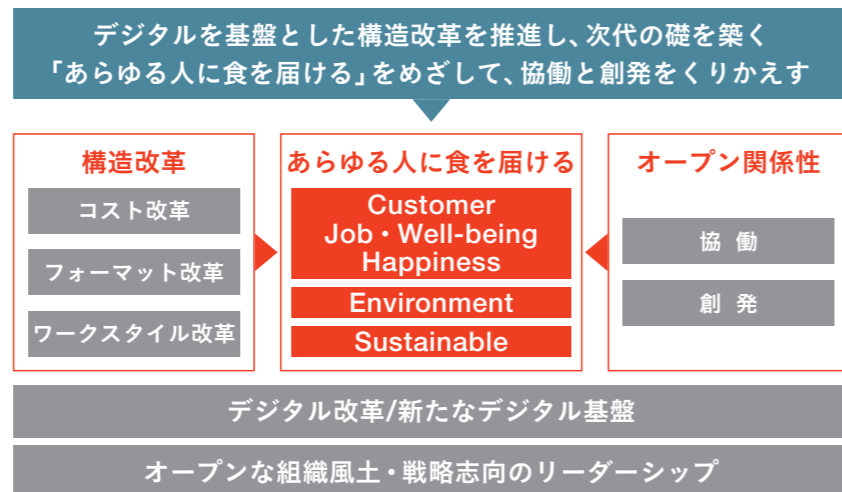 デジタルを基盤とした構造改革を推進し、次代の礎を築く
「あらゆる人に食を届ける」をめざして、協働と創発をくりかえす
構造改革
コスト改革
フォーマット改革
ワークスタイル改革
あらゆる人に食を届ける
Customer
Job・Well-being
Happiness
Environment
Sustainable
オープン関係性
協 働
創 発
デジタル改革/新たなデジタル基盤
オープンな組織風土・戦略志向のリーダーシップ